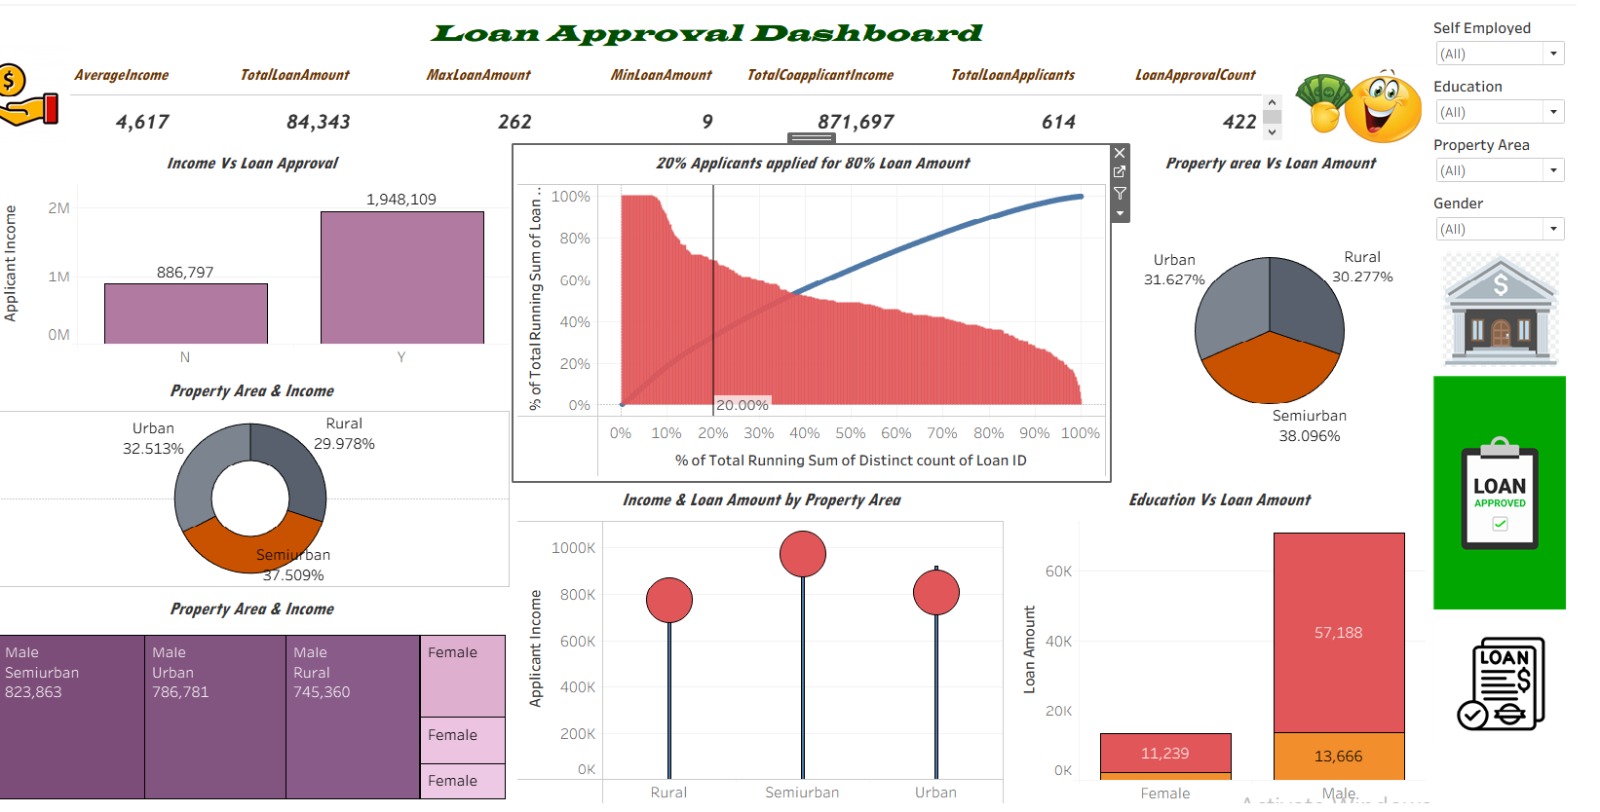 Loan Approval Dashboard
AverageIncome TotalLoanAmount MaxLoanAmount MinLoanAmount TotalCoapplicantIncome TotalLoanApplicants LoanApprovalCount
4,617 84,343 262 9 871,697 614 422
Self Employed
(All)
Education
(All)
Property Area
(All)
Gender
(All)
Income Vs Loan Approval
Applicant Income
2M
1M
0M
886,797
1,948,109
N Y
20% Applicants applied for 80% Loan Amount
% of Total Running Sum of Loan ..
100%
80%
60%
40%
20%
0%
20.00%
0% 10% 20% 30% 40% 50% 60% 70% 80% 90% 100%
% of Total Running Sum of Distinct count of Loan ID
Property area Vs Loan Amount
Urban
31.627%
Rural
30.277%
Semiurban
38.096%
Property Area & Income
Urban
32.513%
Rural
29.978%
Semiurban
37.509%
Property Area & Income
Male
Semiurban
823,863
Male
Urban
786,781
Male
Rural
745,360
Female
Female
Female
Income & Loan Amount by Property Area
Applicant Income
1000K
800K
600K
400K
200K
0K
Rural Semiurban Urban
Education Vs Loan Amount
Loan Amount
60K
40K
20K
0K
11,239
57,188
13,666
Female Male
$
$
LOAN
APPROVED
LOAN
$
Activate Windows